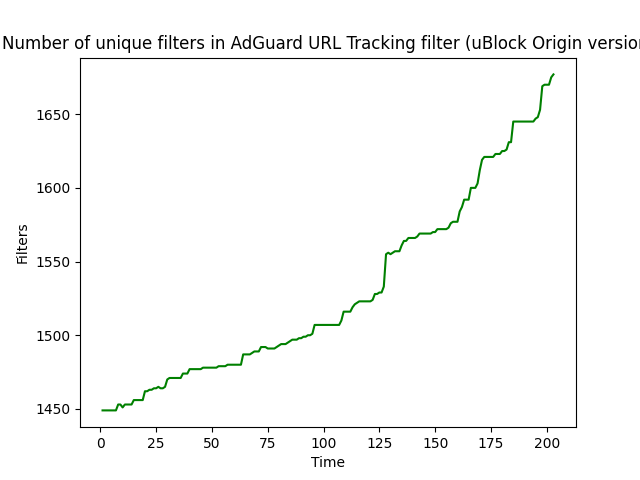 Number of unique filters in AdGuard URL Tracking filter (uBlock Origin version
1650
1600
1550
1500
1450
Filters
0 25 50 75 100 125 150 175 200
Time